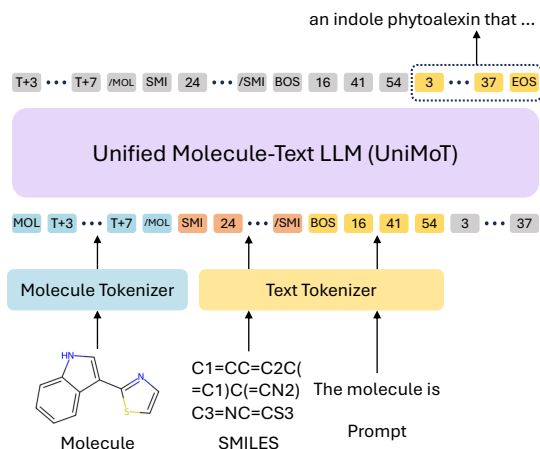 an indole phytoalexin that ...
T+3 ••• T+7 /MOL SMI 24 ••• /SMI BOS 16 41 54 3 ••• 37 EOS
Unified Molecule-Text LLM (UniMoT)
MOL T+3 ••• T+7 /MOL SMI 24 ••• /SMI BOS 16 41 54 3 ••• 37
Molecule Tokenizer
Text Tokenizer
HN
N
S
C1=CC=C2C(
=C1)C(=CN2)
C3=NC=CS3
The molecule is
Molecule
SMILES
Prompt